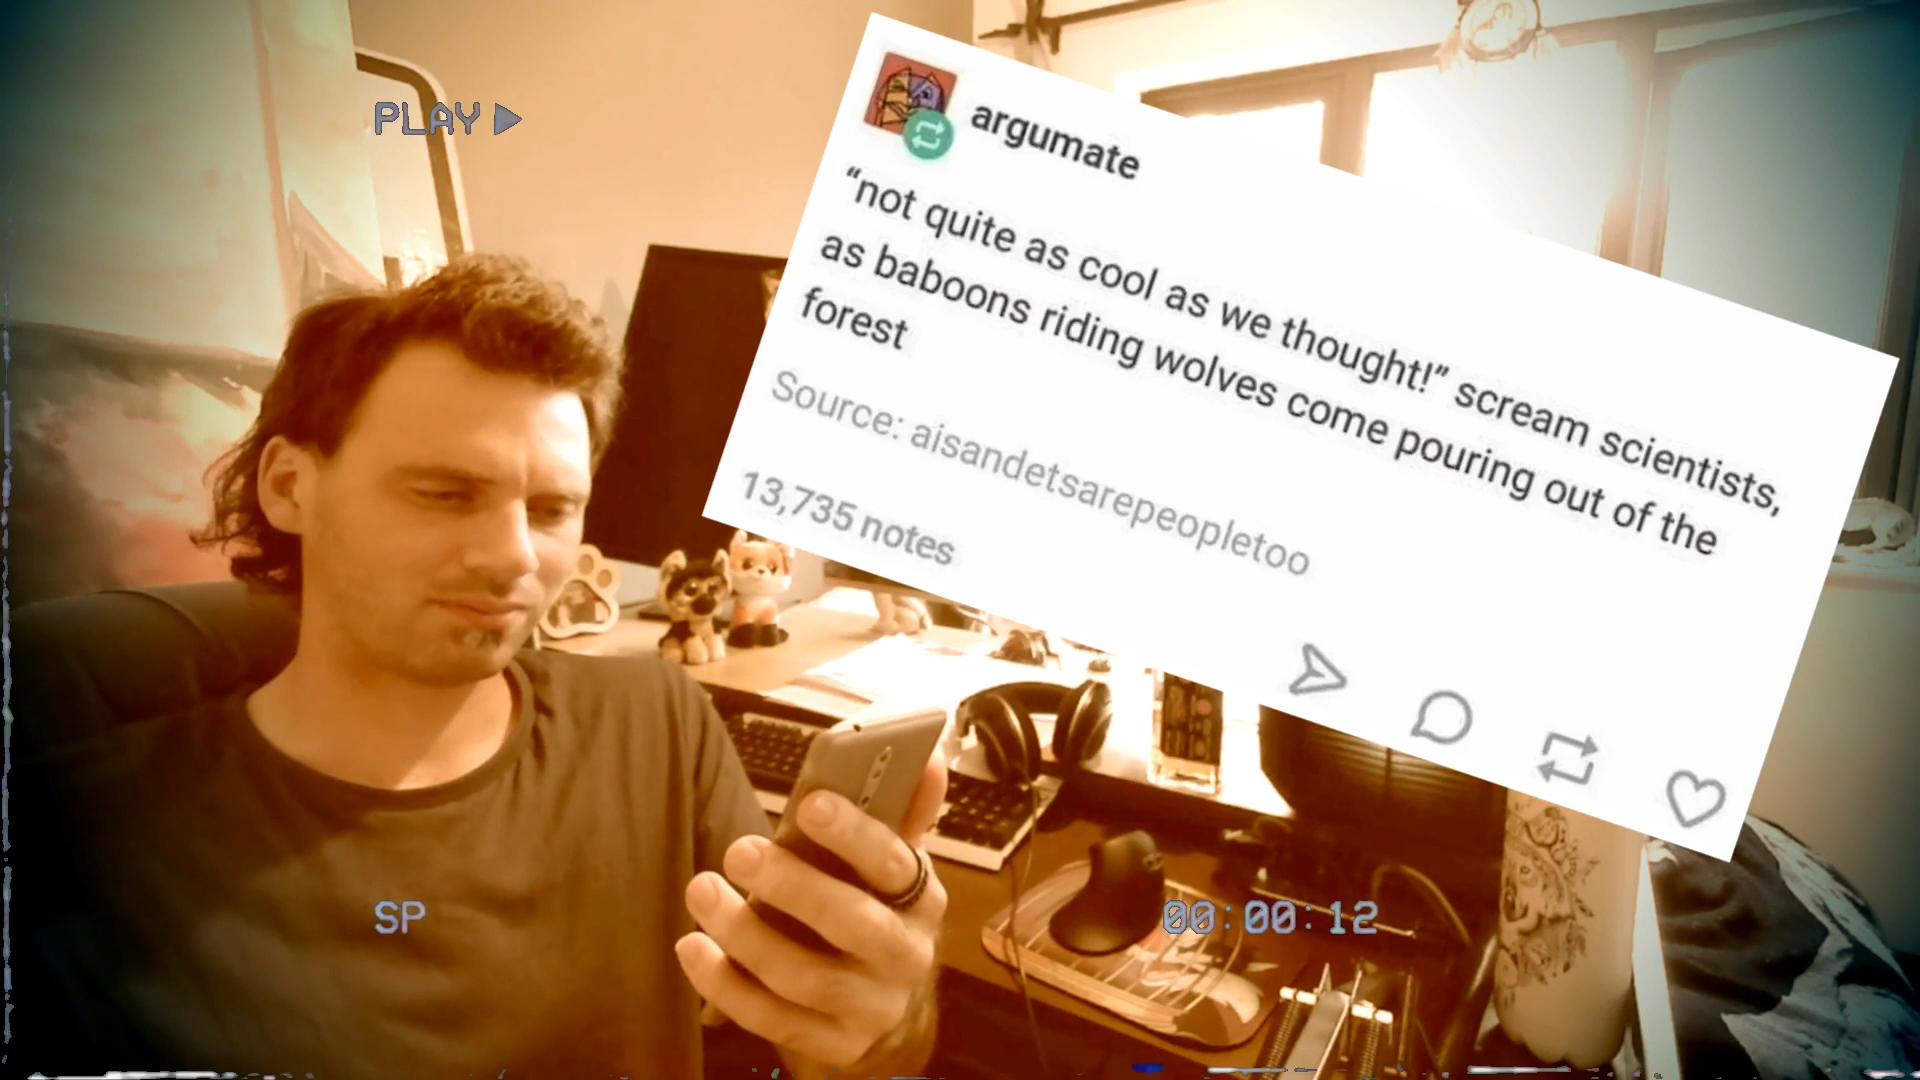 PLAY
argumate
“not quite as cool as we thought!” scream scientists,
as baboons riding wolves come pouring out of the
forest
Source: aisandetsarepeopletoo
13,735 notes
SP
00:00:12